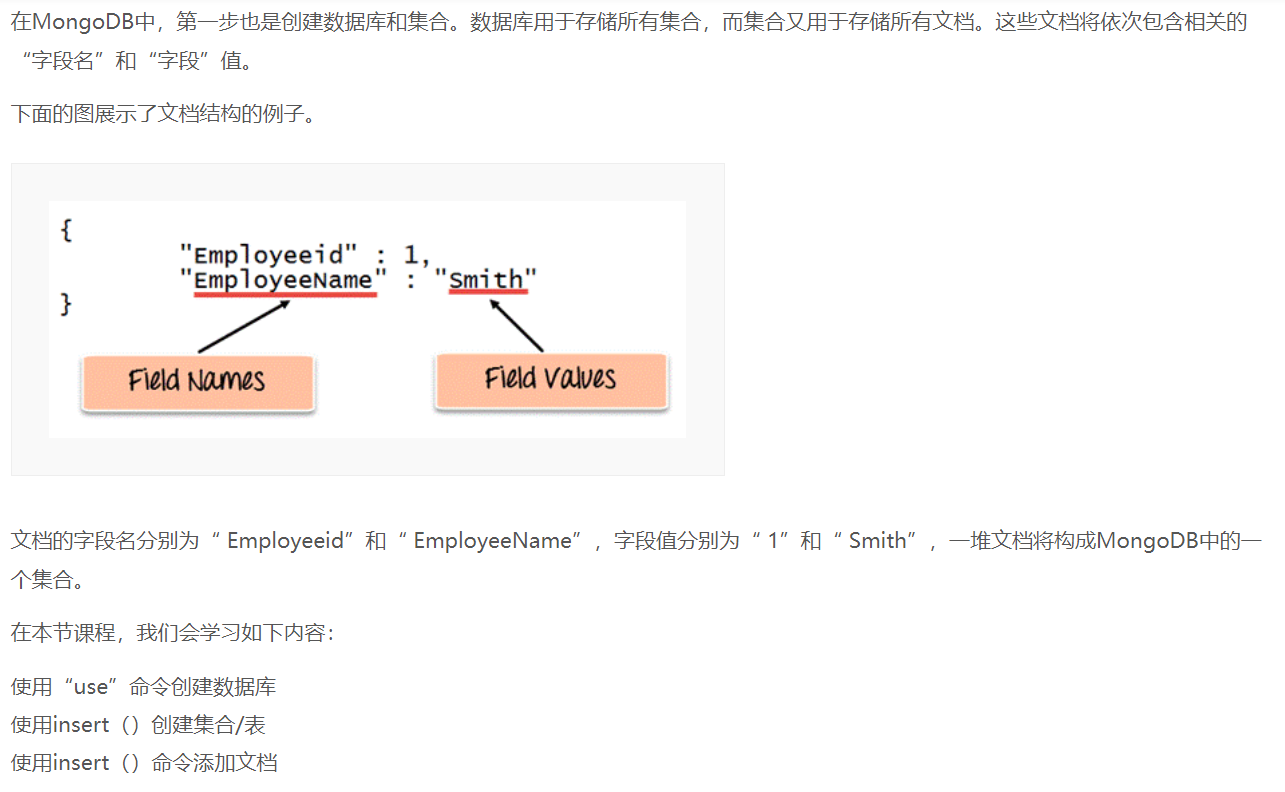 在MongoDB中，第一步也是创建数据库和集合。数据库用于存储所有集合，而集合又用于存储所有文档。这些文档将依次包含相关的
“字段名”和“字段”值。
下面的图展示了文档结构的例子。
{
"Employeeid" : 1,
"EmployeeName" : "Smith"
}
Field Names
Field Values
文档的字段名分别为“ Employeeid”和“ EmployeeName”，字段值分别为“ 1”和“ Smith”，一堆文档将构成MongoDB中的一
个集合。
在本节课程，我们会学习如下内容：
使用“use”命令创建数据库
使用insert（）创建集合/表
使用insert（）命令添加文档